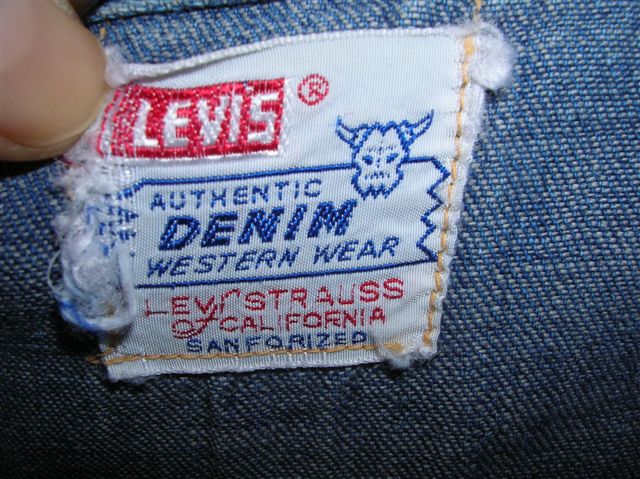 LEVI'S®
AUTHENTIC
DENIM
WESTERN WEAR
LEVI STRAUSS
of CALIFORNIA
SANFORIZED